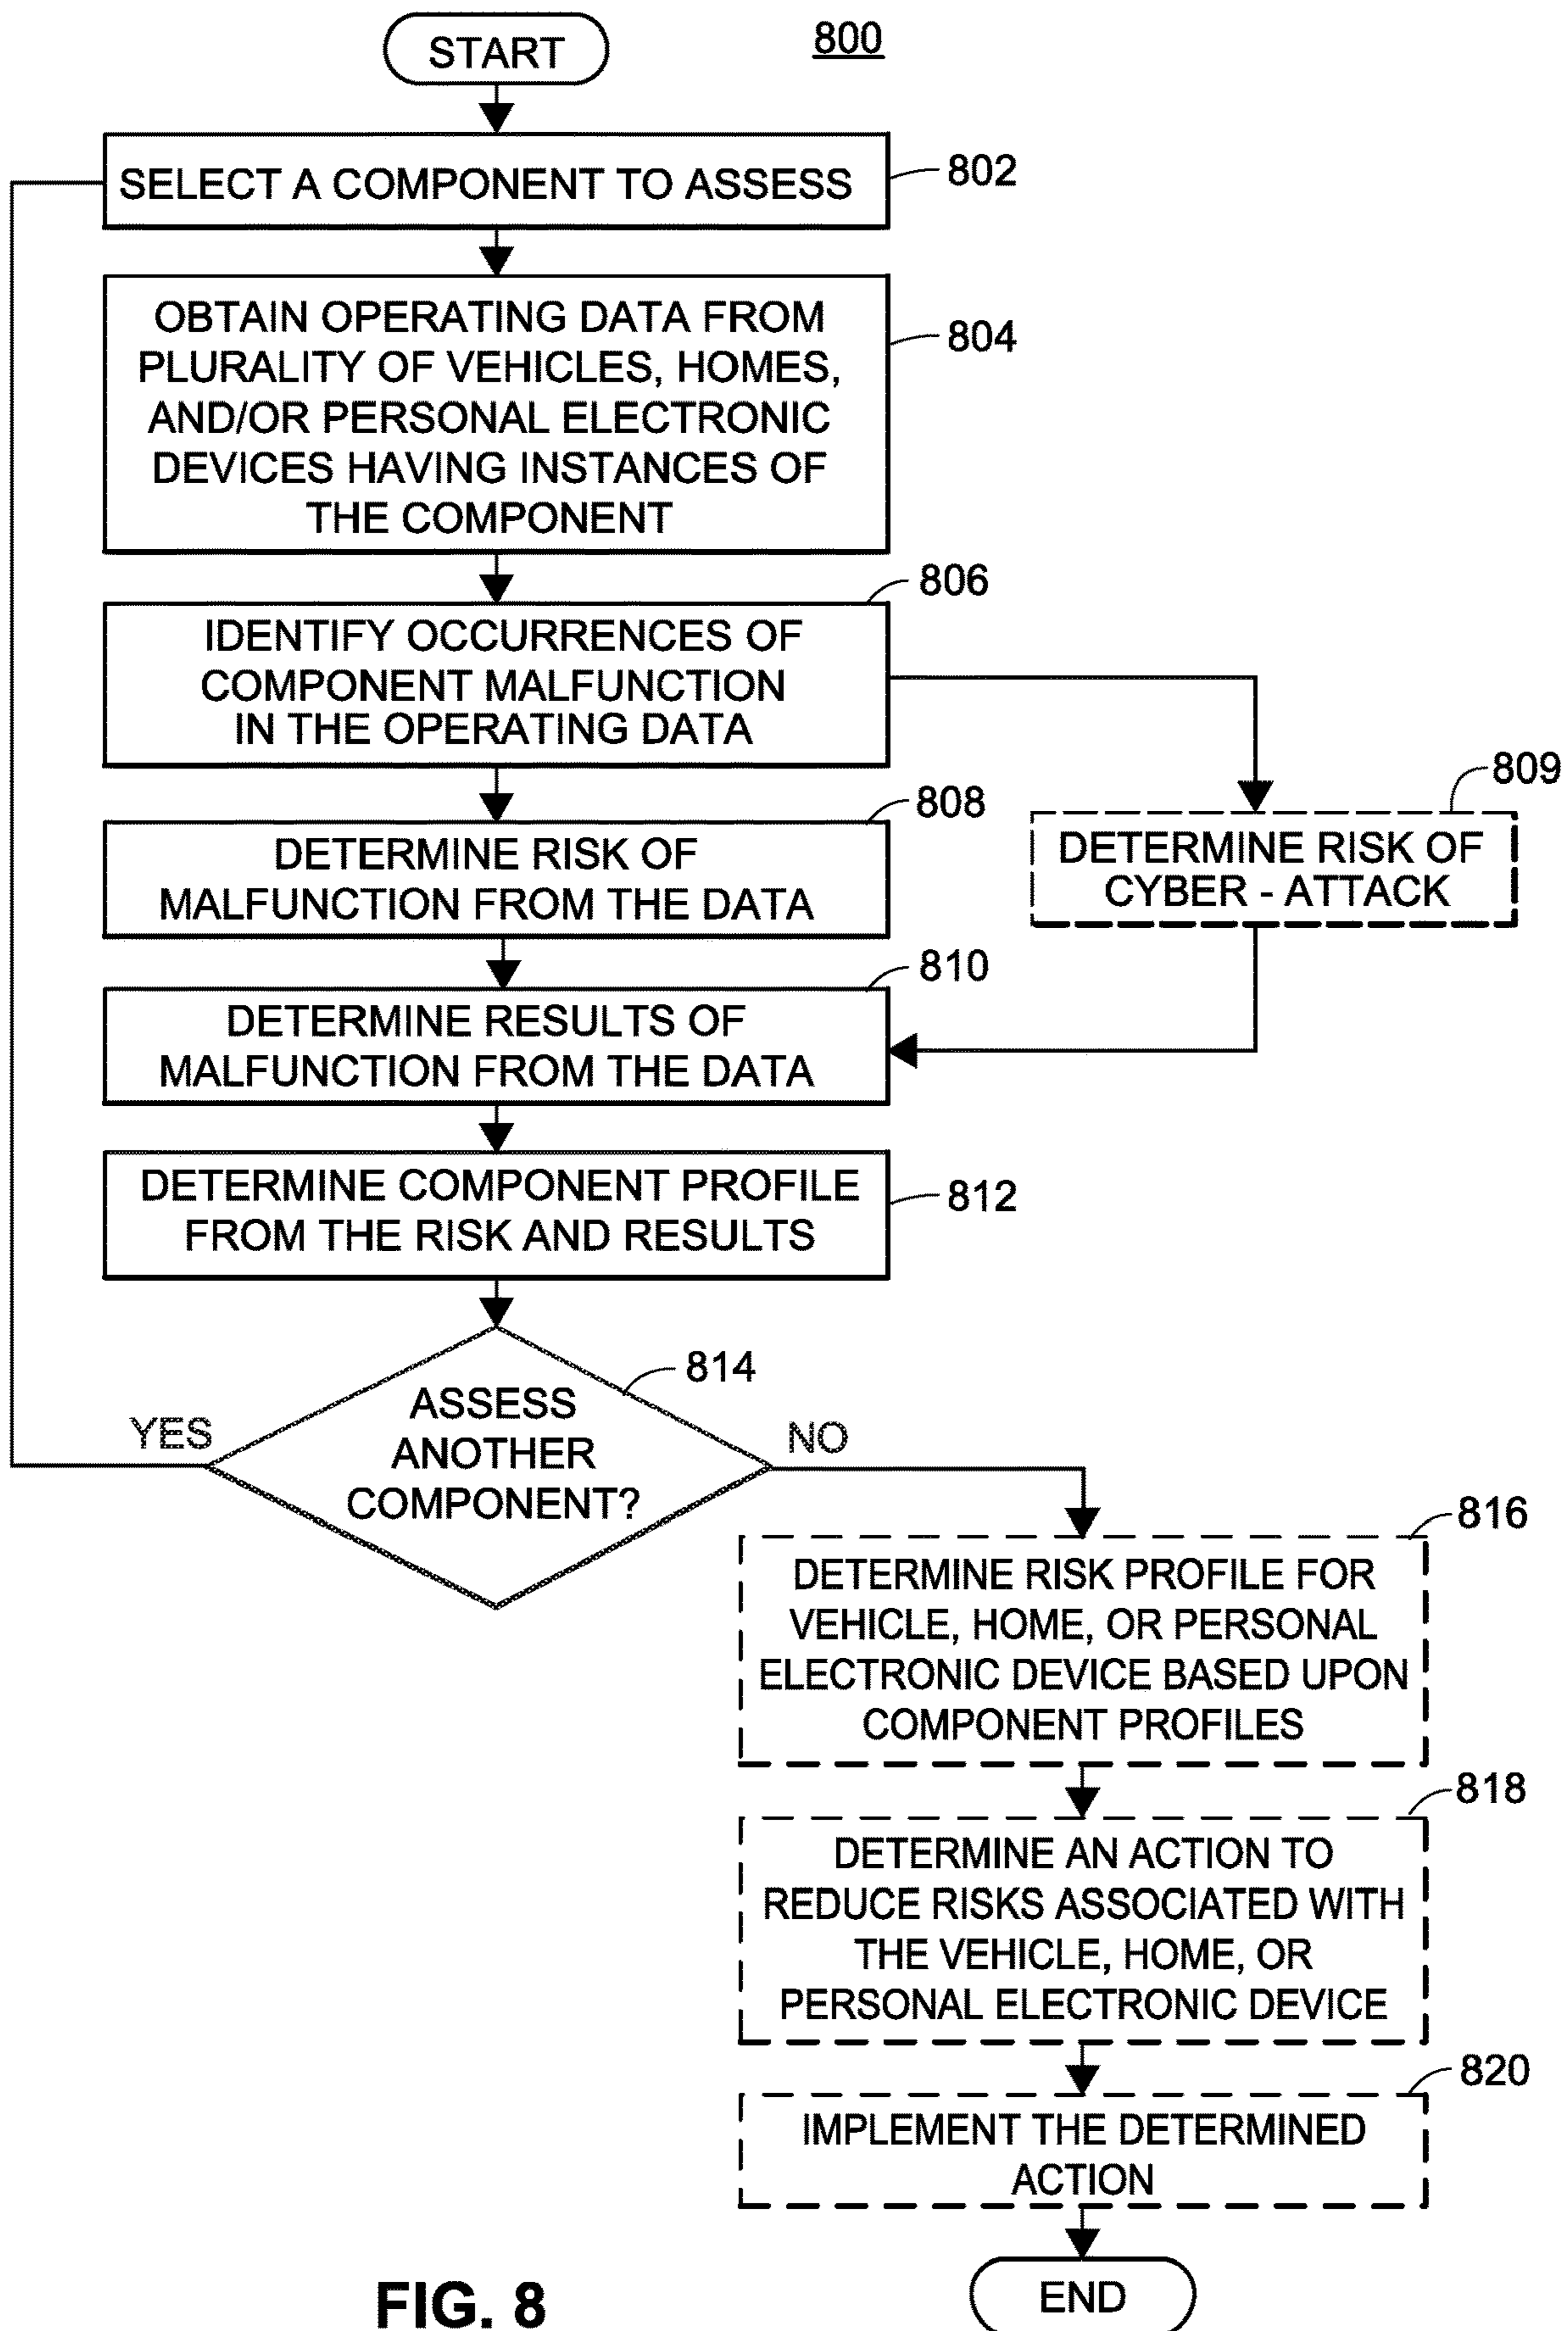 START
800
SELECT A COMPONENT TO ASSESS
802
OBTAIN OPERATING DATA FROM
PLURALITY OF VEHICLES, HOMES,
AND/OR PERSONAL ELECTRONIC
DEVICES HAVING INSTANCES OF
THE COMPONENT
804
806
IDENTIFY OCCURRENCES OF
COMPONENT MALFUNCTION
IN THE OPERATING DATA
808
DETERMINE RISK OF
MALFUNCTION FROM THE DATA
809
DETERMINE RISK OF
CYBER - ATTACK
810
DETERMINE RESULTS OF
MALFUNCTION FROM THE DATA
DETERMINE COMPONENT PROFILE
FROM THE RISK AND RESULTS
812
814
ASSESS
ANOTHER
COMPONENT?
YES
NO
816
DETERMINE RISK PROFILE FOR
VEHICLE, HOME, OR PERSONAL
ELECTRONIC DEVICE BASED UPON
COMPONENT PROFILES
818
DETERMINE AN ACTION TO
REDUCE RISKS ASSOCIATED WITH
THE VEHICLE, HOME, OR
PERSONAL ELECTRONIC DEVICE
820
IMPLEMENT THE DETERMINED
ACTION
END
FIG. 8